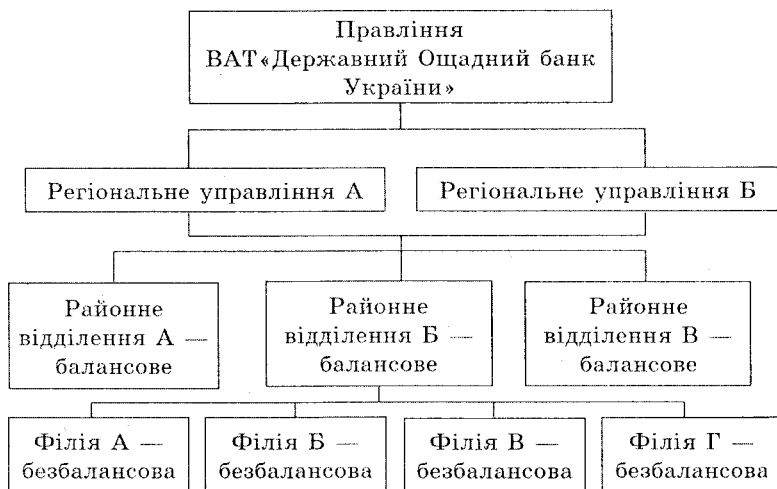 Правління
ВАТ«Державний Ощадний банк
України»
Регіональне управління А
Регіональне управління Б
Районне
відділення А —
балансове
Районне
відділення Б —
балансове
Районне
відділення В —
балансове
Філія А —
безбалансова
Філія Б —
безбалансова
Філія В —
безбалансова
Філія Г —
безбалансова